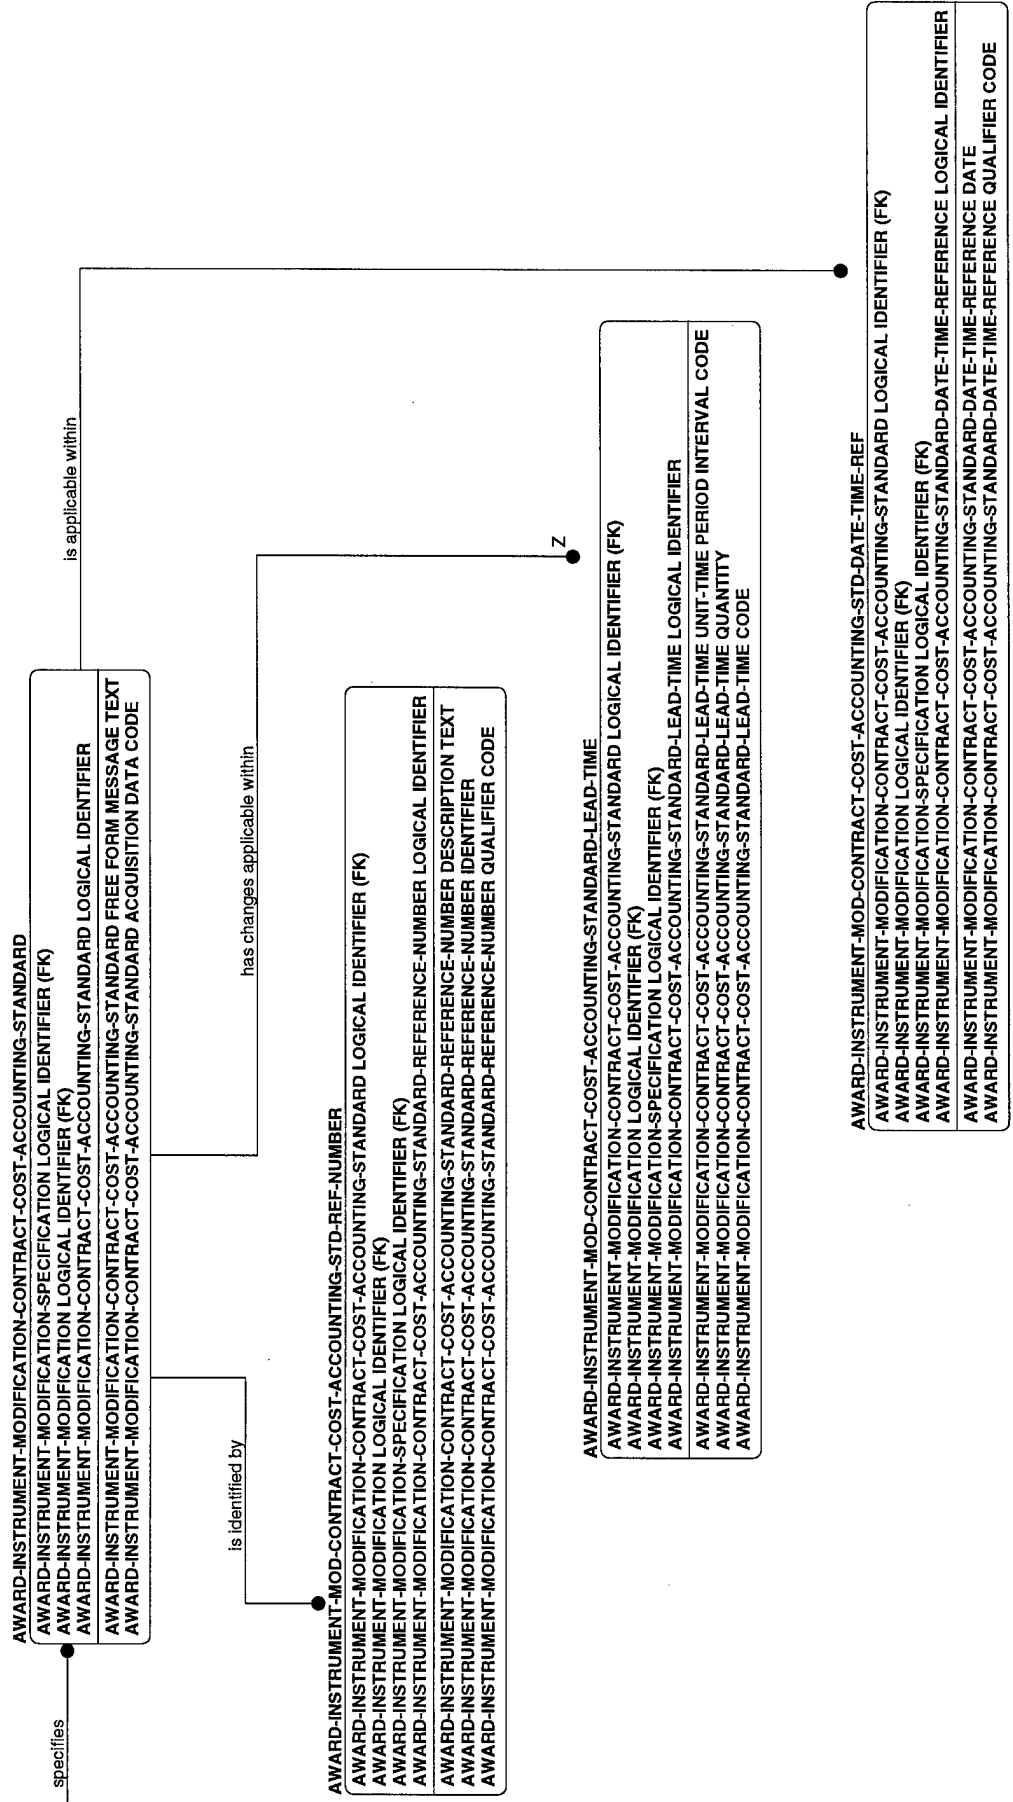 specifies
AWARD-INSTRUMENT-MODIFICATION-CONTRACT-COST-ACCOUNTING-STANDARD
AWARD-INSTRUMENT-MODIFICATION-SPECIFICATION LOGICAL IDENTIFIER (FK)
AWARD-INSTRUMENT-MODIFICATION LOGICAL IDENTIFIER (FK)
AWARD-INSTRUMENT-MODIFICATION-CONTRACT-COST-ACCOUNTING-STANDARD LOGICAL IDENTIFIER
AWARD-INSTRUMENT-MODIFICATION-CONTRACT-COST-ACCOUNTING-STANDARD FREE FORM MESSAGE TEXT
AWARD-INSTRUMENT-MODIFICATION-CONTRACT-COST-ACCOUNTING-STANDARD ACQUISITION DATA CODE
is applicable within
has changes applicable within
is identified by
AWARD-INSTRUMENT-MOD-CONTRACT-COST-ACCOUNTING-STD-REF-NUMBER
AWARD-INSTRUMENT-MODIFICATION-CONTRACT-COST-ACCOUNTING-STANDARD LOGICAL IDENTIFIER (FK)
AWARD-INSTRUMENT-MODIFICATION LOGICAL IDENTIFIER (FK)
AWARD-INSTRUMENT-MODIFICATION-SPECIFICATION LOGICAL IDENTIFIER (FK)
AWARD-INSTRUMENT-MODIFICATION-CONTRACT-COST-ACCOUNTING-STANDARD-REFERENCE-NUMBER LOGICAL IDENTIFIER
AWARD-INSTRUMENT-MODIFICATION-CONTRACT-COST-ACCOUNTING-STANDARD-REFERENCE-NUMBER DESCRIPTION TEXT
AWARD-INSTRUMENT-MODIFICATION-CONTRACT-COST-ACCOUNTING-STANDARD-REFERENCE-NUMBER IDENTIFIER
AWARD-INSTRUMENT-MODIFICATION-CONTRACT-COST-ACCOUNTING-STANDARD-REFERENCE-NUMBER QUALIFIER CODE
Z
AWARD-INSTRUMENT-MOD-CONTRACT-COST-ACCOUNTING-STANDARD-LEAD-TIME
AWARD-INSTRUMENT-MODIFICATION-CONTRACT-COST-ACCOUNTING-STANDARD LOGICAL IDENTIFIER (FK)
AWARD-INSTRUMENT-MODIFICATION LOGICAL IDENTIFIER (FK)
AWARD-INSTRUMENT-MODIFICATION-SPECIFICATION LOGICAL IDENTIFIER (FK)
AWARD-INSTRUMENT-MODIFICATION-CONTRACT-COST-ACCOUNTING-STANDARD-LEAD-TIME LOGICAL IDENTIFIER
AWARD-INSTRUMENT-MODIFICATION-CONTRACT-COST-ACCOUNTING-STANDARD-LEAD-TIME UNIT-TIME PERIOD INTERVAL CODE
AWARD-INSTRUMENT-MODIFICATION-CONTRACT-COST-ACCOUNTING-STANDARD-LEAD-TIME QUANTITY
AWARD-INSTRUMENT-MODIFICATION-CONTRACT-COST-ACCOUNTING-STANDARD-LEAD-TIME CODE
AWARD-INSTRUMENT-MOD-CONTRACT-COST-ACCOUNTING-STD-DATE-TIME-REF
AWARD-INSTRUMENT-MODIFICATION-CONTRACT-COST-ACCOUNTING-STANDARD LOGICAL IDENTIFIER (FK)
AWARD-INSTRUMENT-MODIFICATION LOGICAL IDENTIFIER (FK)
AWARD-INSTRUMENT-MODIFICATION-SPECIFICATION LOGICAL IDENTIFIER (FK)
AWARD-INSTRUMENT-MODIFICATION-CONTRACT-COST-ACCOUNTING-STANDARD-DATE-TIME-REFERENCE LOGICAL IDENTIFIER
AWARD-INSTRUMENT-MODIFICATION-CONTRACT-COST-ACCOUNTING-STANDARD-DATE-TIME-REFERENCE DATE
AWARD-INSTRUMENT-MODIFICATION-CONTRACT-COST-ACCOUNTING-STANDARD-DATE-TIME-REFERENCE QUALIFIER CODE